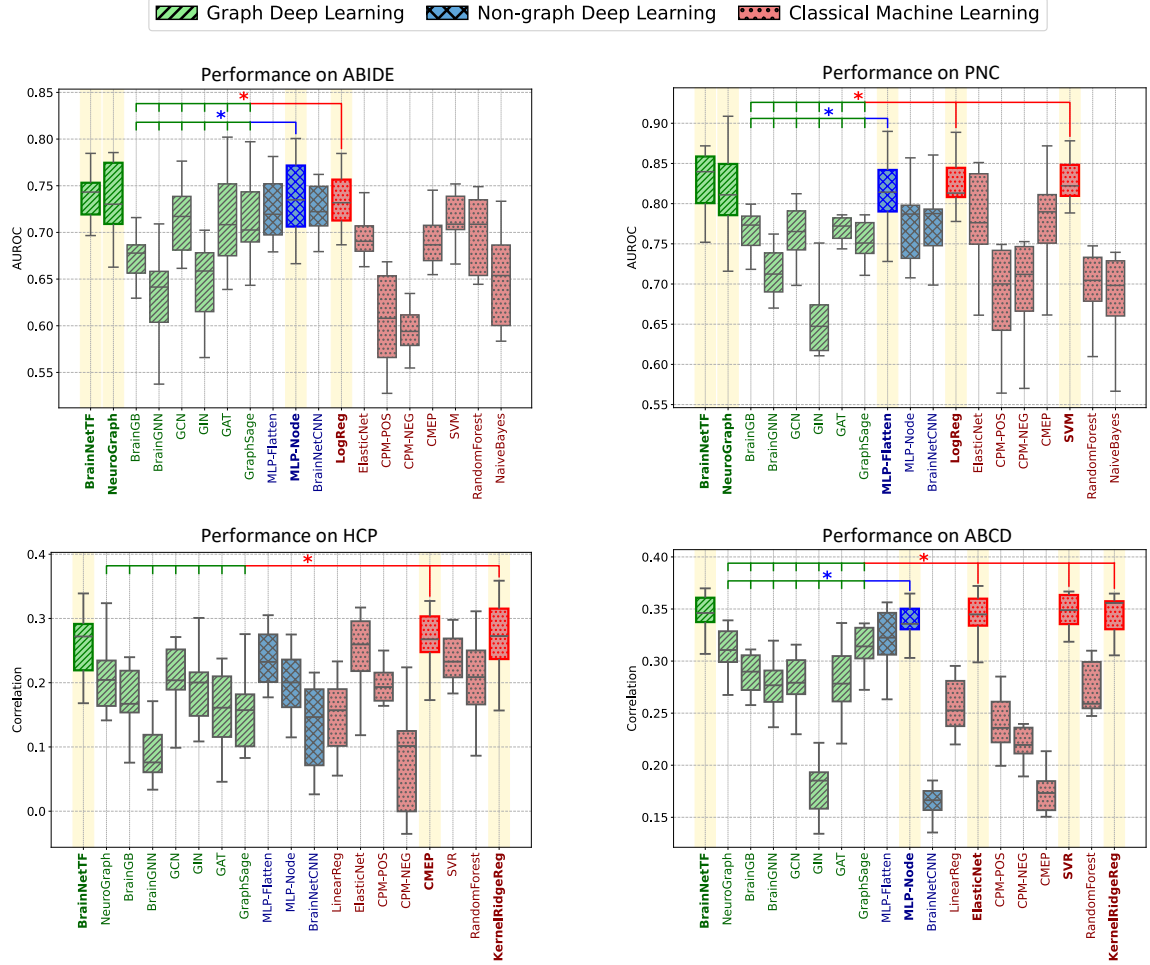 Graph Deep Learning Non-graph Deep Learning Classical Machine Learning
Performance on ABIDE
AUROC
0.85
0.80
0.75
0.70
0.65
0.60
0.55
*
*
BrainNetTF
NeuroGraph
BrainGB
BrainGNN
GCN
GIN
GAT
GraphSage
MLP-Flatten
MLP-Node
BrainNetCNN
LogReg
ElasticNet
CPM-POS
CPM-NEG
CMEP
SVM
RandomForest
NaiveBayes
Performance on PNC
AUROC
0.90
0.85
0.80
0.75
0.70
0.65
0.60
0.55
*
*
BrainNetTF
NeuroGraph
BrainGB
BrainGNN
GCN
GIN
GAT
GraphSage
MLP-Flatten
MLP-Node
BrainNetCNN
LogReg
ElasticNet
CPM-POS
CPM-NEG
CMEP
SVM
RandomForest
NaiveBayes
Performance on HCP
Correlation
0.4
0.3
0.2
0.1
0.0
*
BrainNetTF
NeuroGraph
BrainGB
BrainGNN
GCN
GIN
GAT
GraphSage
MLP-Flatten
MLP-Node
BrainNetCNN
LinearReg
ElasticNet
CPM-POS
CPM-NEG
CMEP
SVR
RandomForest
KernelRidgeReg
Performance on ABCD
Correlation
0.40
0.35
0.30
0.25
0.20
0.15
*
*
BrainNetTF
NeuroGraph
BrainGB
BrainGNN
GCN
GIN
GAT
GraphSage
MLP-Flatten
MLP-Node
BrainNetCNN
LinearReg
ElasticNet
CPM-POS
CPM-NEG
CMEP
SVR
RandomForest
KernelRidgeReg